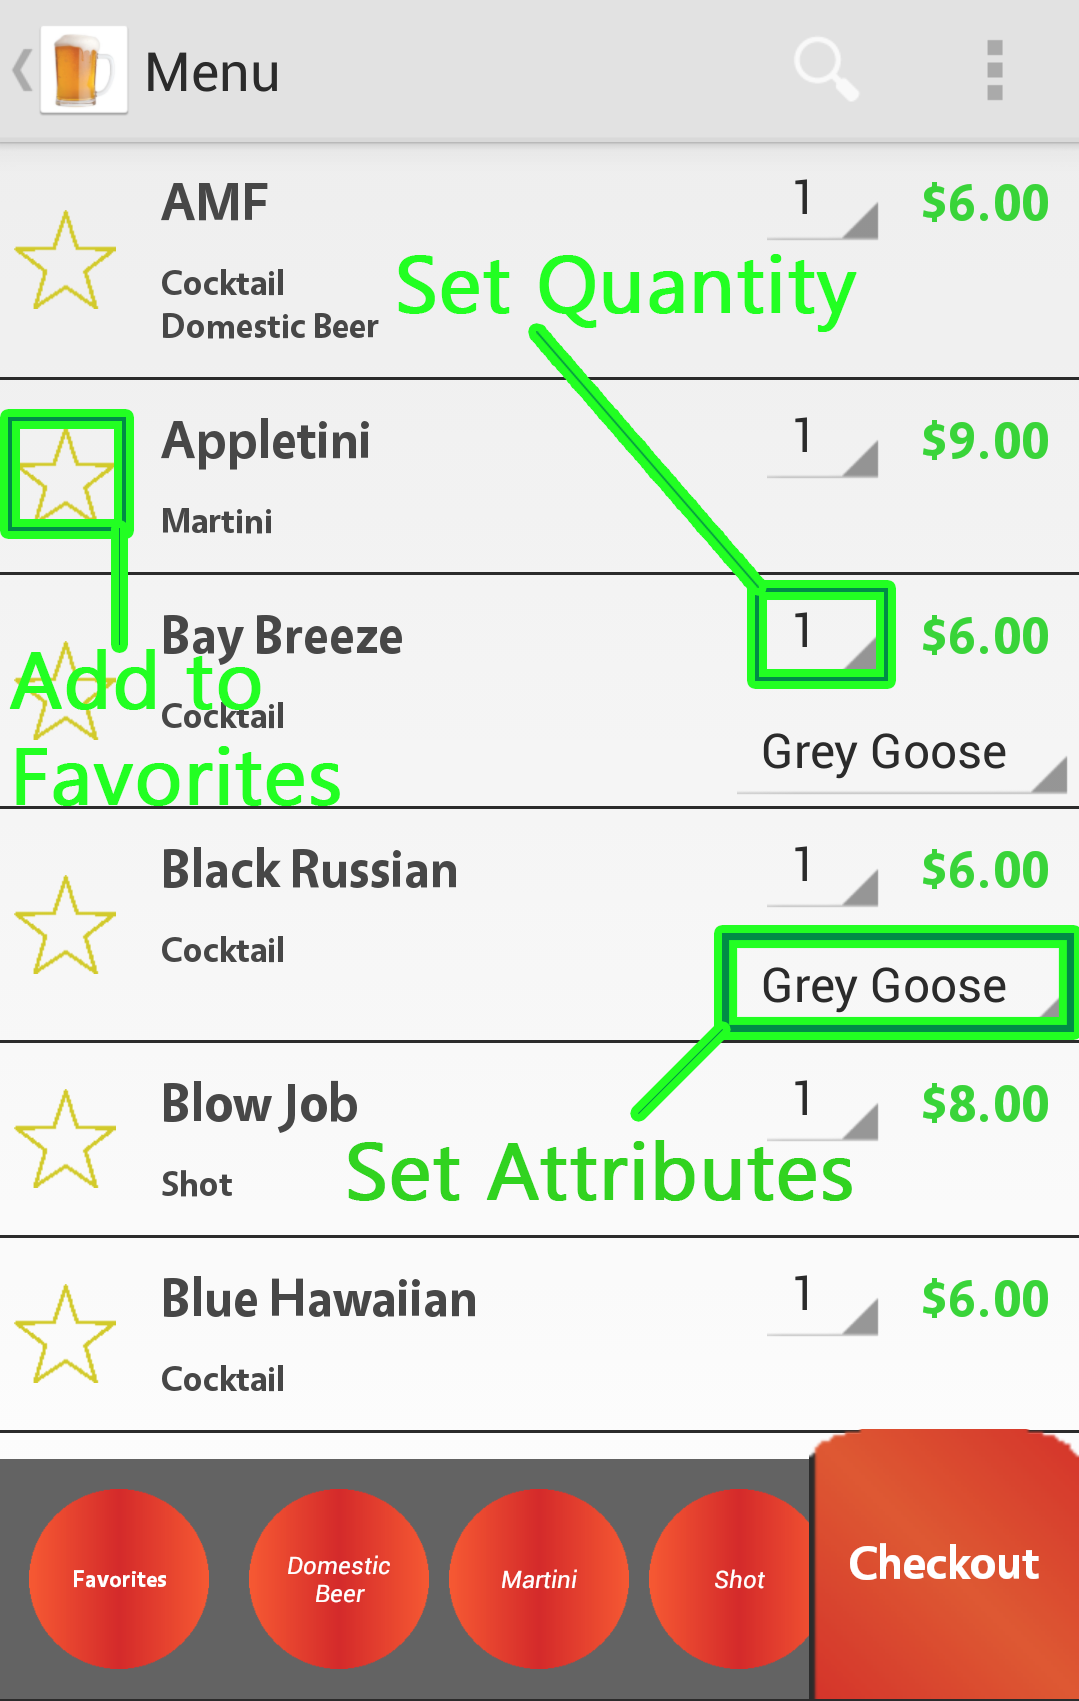 Menu
AMF
1
$6.00
Cocktail
Domestic Beer
Set Quantity
Appletini
1
$9.00
Martini
Bay Breeze
1
$6.00
Add to
Cocktail
Grey Goose
Favorites
Black Russian
1
$6.00
Cocktail
Grey Goose
Blow Job
1
$8.00
Set Attributes
Shot
Blue Hawaiian
1
$6.00
Cocktail
Favorites
Domestic
Beer
Martini
Shot
Checkout